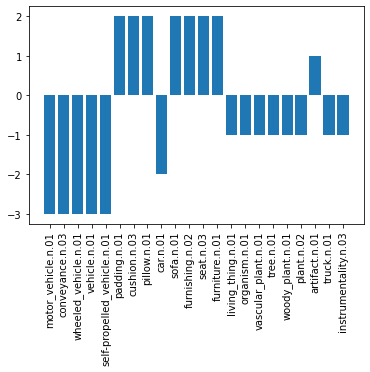 2
1
0
−1
−2
−3
motor_vehicle.n.01
conveyance.n.03
wheeled_vehicle.n.01
vehicle.n.01
self-propelled_vehicle.n.01
padding.n.01
cushion.n.03
pillow.n.01
car.n.01
sofa.n.01
furnishing.n.02
seat.n.03
furniture.n.01
living_thing.n.01
organism.n.01
vascular_plant.n.01
tree.n.01
woody_plant.n.01
plant.n.02
artifact.n.01
truck.n.01
instrumentality.n.03